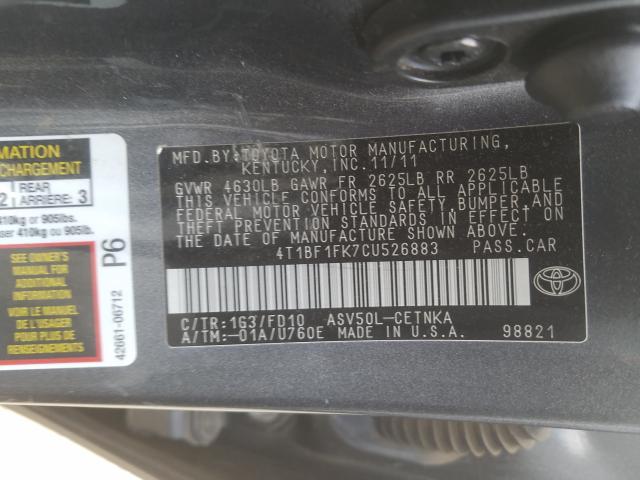 MATION
CHARGEMENT
2 REAR ARRIERE: 3
410kg or 905lbs.
ser 410kg ou 905lb.
SEE OWNER'S
MANUAL FOR
ADDITIONAL
INFORMATION
VOIR LE MANUEL
DE L'USAGER
POUR PLUS DE
RENSEIGNEMENTS
P6
42661-06712
MFD.BY:TOYOTA MOTOR MANUFACTURING,
KENTUCKY, INC.11/11
GVWR 4630LB GAWR FR 2625LB RR 2625LB
THIS VEHICLE CONFORMS TO ALL APPLICABLE
FEDERAL MOTOR VEHICLE SAFETY,BUMPER,AND
THEFT PREVENTION STANDARDS IN EFFECT ON
THE DATE OF MANUFACTURE SHOWN ABOVE.
4T1BF1FK7CU526883 PASS.CAR
C/TR:1G3/FD10 ASV50L-CETNKA
A/TM:-01A/U760E MADE IN U.S.A. 98821
TOYOTA